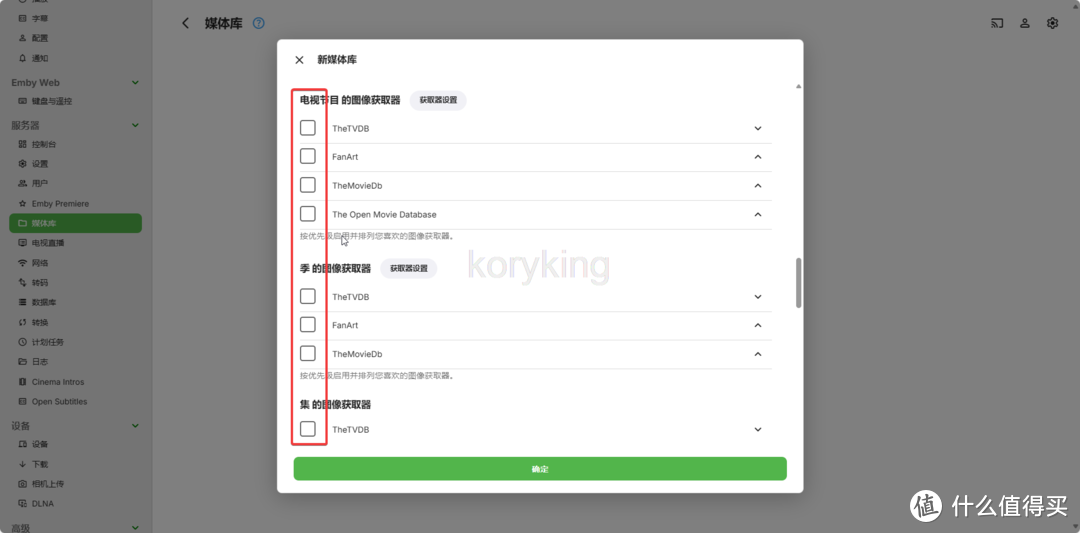 字幕
配置
通知
Emby Web
键盘与遥控
服务器
控制台
设置
用户
Emby Premiere
媒体库
电视直播
网络
转码
数据库
转换
计划任务
日志
Cinema Intros
Open Subtitles
设备
设备
下载
相机上传
DLNA
高级
媒体库
新媒体库
电视节目 的图像获取器 获取器设置
TheTVDB
FanArt
TheMovieDb
The Open Movie Database
按优先级启用并排列您喜欢的图像获取器。
季 的图像获取器 获取器设置
TheTVDB
FanArt
TheMovieDb
按优先级启用并排列您喜欢的图像获取器。
集 的图像获取器
TheTVDB
确定
koryking
值 什么值得买